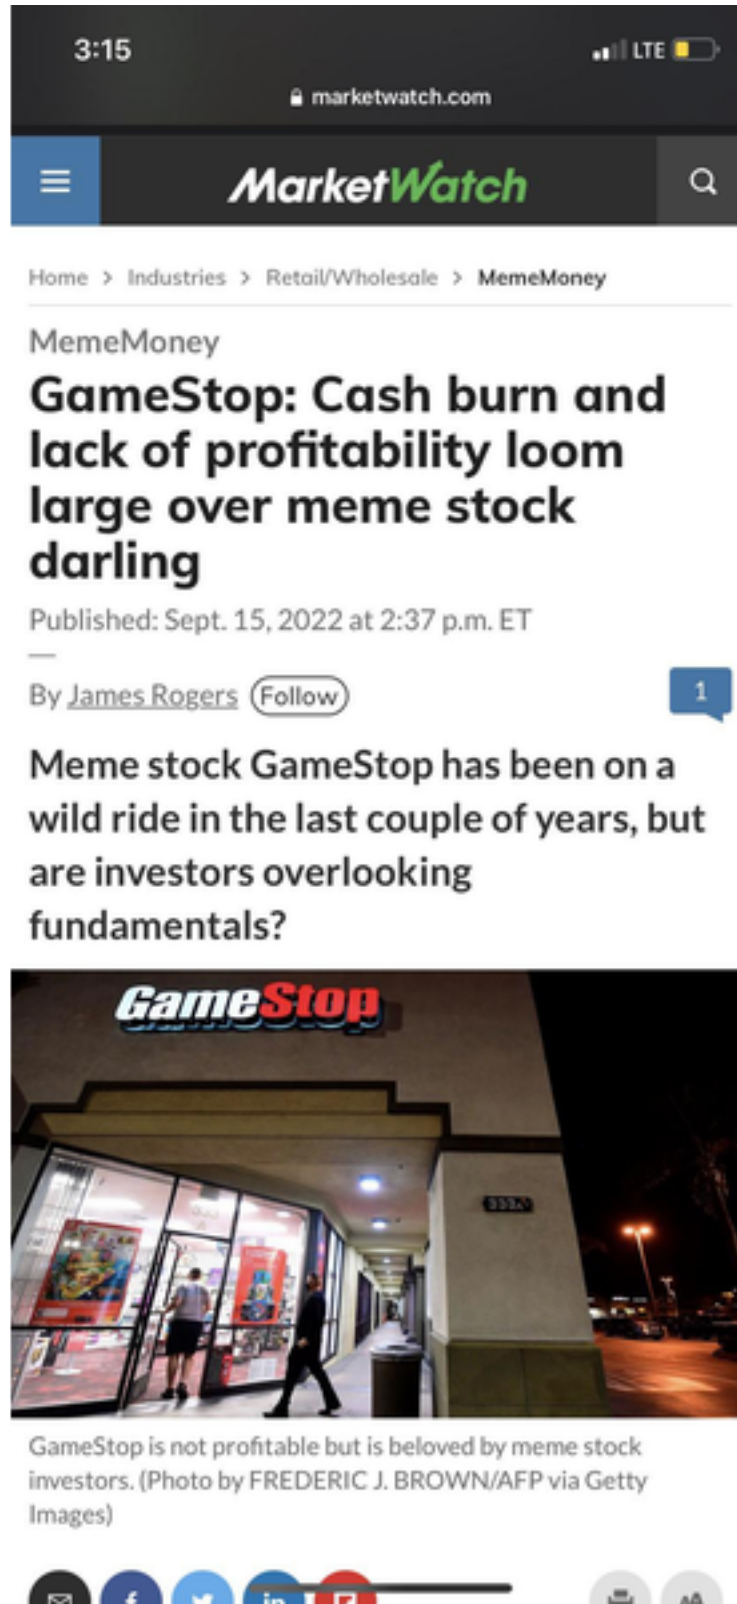 3:15
LTE
marketwatch.com
MarketWatch
Home > Industries > Retail/Wholesale > MemeMoney
MemeMoney
GameStop: Cash burn and
lack of profitability loom
large over meme stock
darling
Published: Sept. 15, 2022 at 2:37 p.m. ET
By James Rogers Follow
1
Meme stock GameStop has been on a
wild ride in the last couple of years, but
are investors overlooking
fundamentals?
GameStop
GameStop is not profitable but is beloved by meme stock
investors. (Photo by FREDERIC J. BROWN/AFP via Getty
Images)